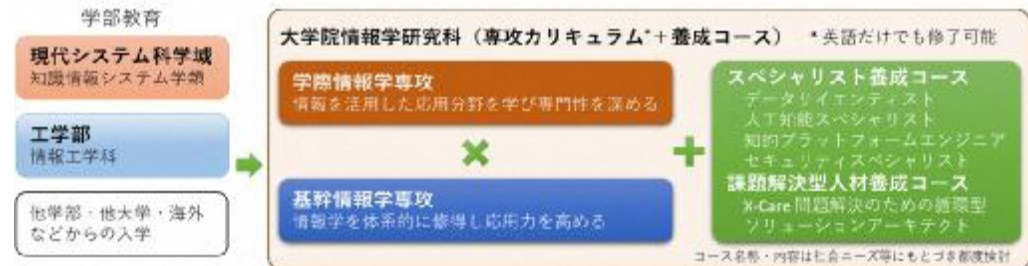 学部教育
現代システム科学域
知識情報システム学類
工学部
情報工学科
他学部・他大学・海外
などからの入学
大学院情報学研究科（専攻カリキュラム*＋養成コース）　*英語だけでも修了可能
学際情報学専攻
情報を活用した応用分野を学び専門性を深める
×
基幹情報学専攻
情報学を体系的に修得し応用力を高める
+
スペシャリスト養成コース
データサイエンティスト
人工知能スペシャリスト
知的プラットフォームエンジニア
セキュリティスペシャリスト
課題解決型人材養成コース
X-Care 問題解決のための循環型
ソリューションアーキテクト
コース名称・内容は社会ニーズ等にもとづき都度検討